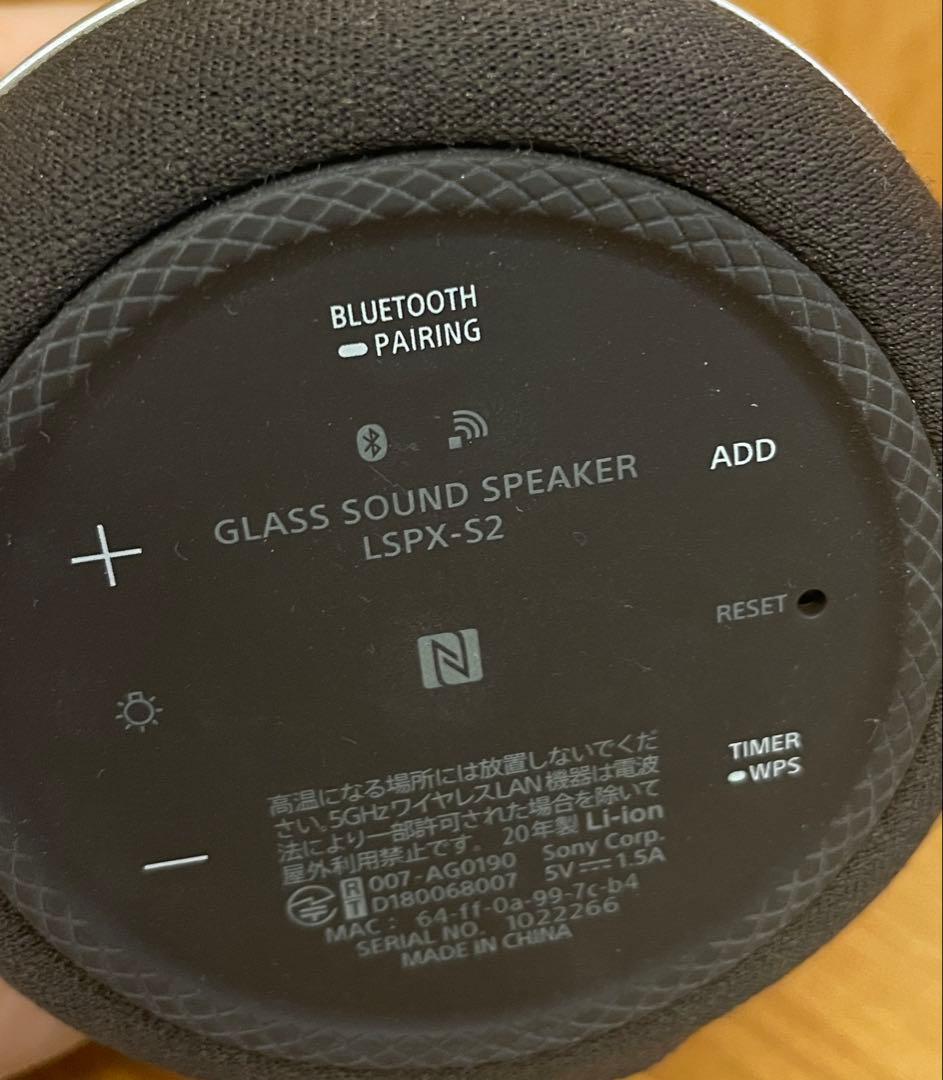 BLUETOOTH
PAIRING
ADD
GLASS SOUND SPEAKER
LSPX-S2
RESET
N
TIMER
WPS
高温になる場所には放置しないでくだ
さい。5GHzワイヤレスLAN機器は電波
法により一部許可された場合を除いて
屋外利用禁止です。 20年製 Li-ion
R 007-AG0190 Sony Corp.
T D180068007 5V⎓1.5A
MAC： 64-ff-0a-99-7c-b4
SERIAL NO. 1022266
MADE IN CHINA